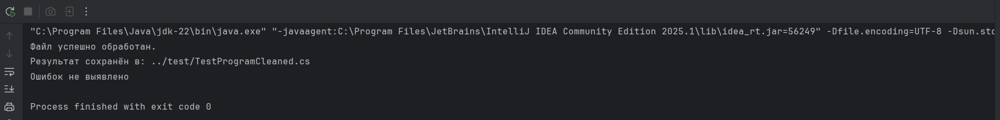 "C:\Program Files\Java\jdk-22\bin\java.exe" "-javaagent:C:\Program Files\JetBrains\IntelliJ IDEA Community Edition 2025.1\lib\idea_rt.jar=56249" -Dfile.encoding=UTF-8 -Dsun.std
Файл успешно обработан.
Результат сохранён в: ../test/TestProgramCleaned.cs
Ошибок не выявлено
Process finished with exit code 0